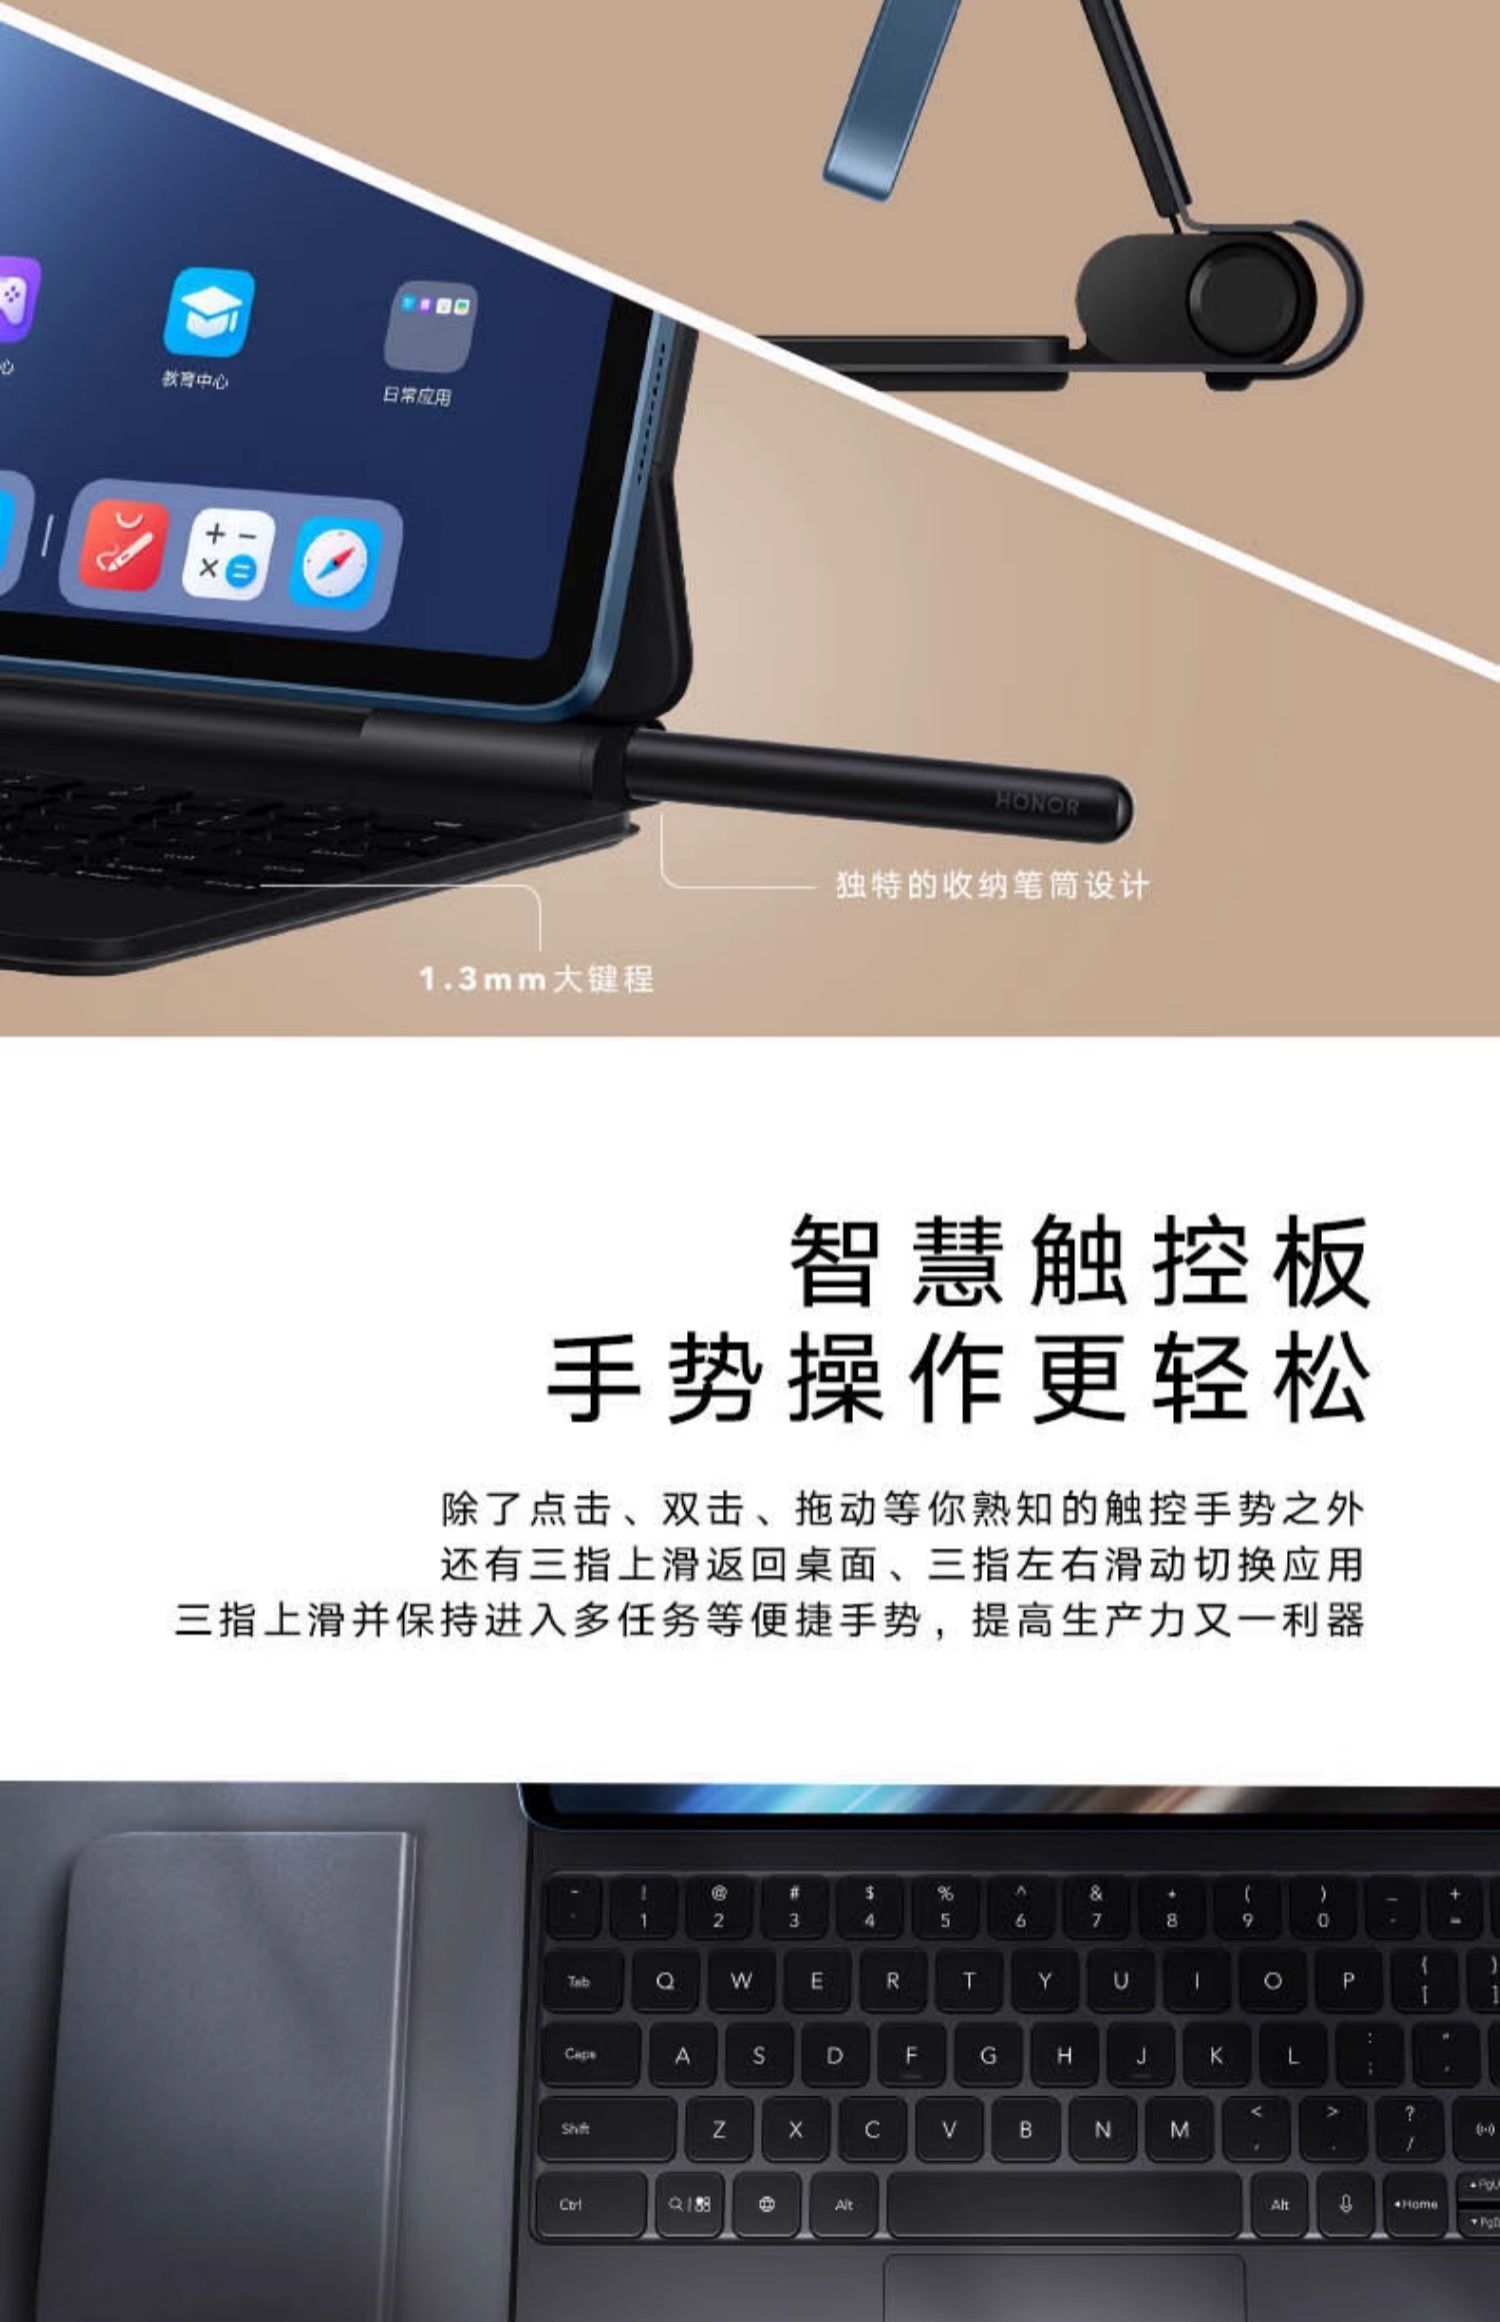 心
教育中心
日常应用
HONOR
独特的收纳笔筒设计
1.3mm大键程
智慧触控板
手势操作更轻松
除了点击、双击、拖动等你熟知的触控手势之外
还有三指上滑返回桌面、三指左右滑动切换应用
三指上滑并保持进入多任务等便捷手势，提高生产力又一利器
! @ # $ % ^ & * ( ) _ +
1 2 3 4 5 6 7 8 9 0 - =
Tab Q W E R T Y U I O P { [
Caps A S D F G H J K L : ;
Shift Z X C V B N M < , > . ? /
Ctrl Alt Alt Home